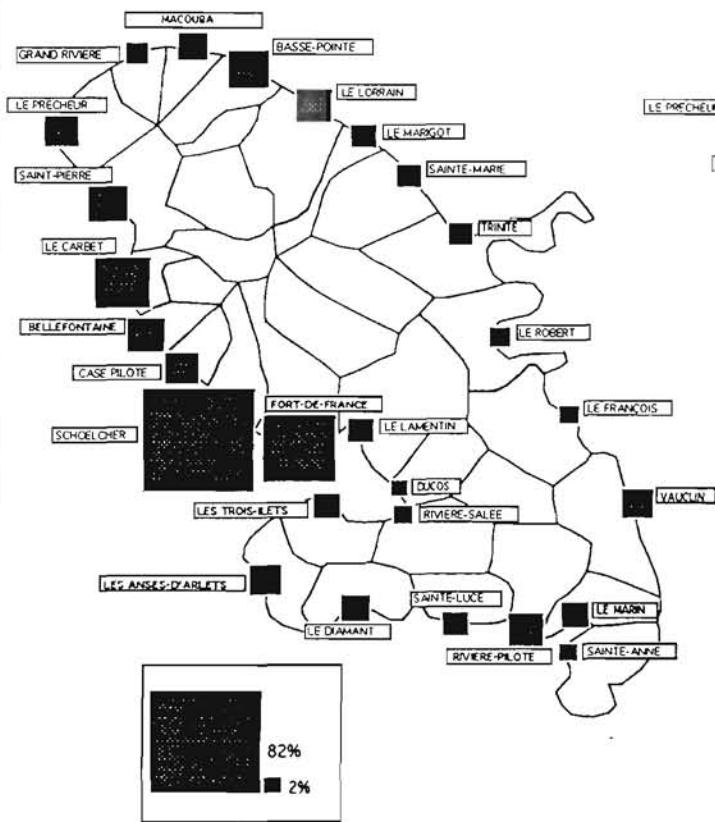 MACOUBA
GRAND RIVIERE
BASSE-POINTE
LE LORRAIN
LE PRECHEUR
LE PRECHEUR
LE MARIGOT
SAINT-PIERRE
SAINTE-MARIE
TRINITE
LE CARBET
BELLEFONTAINE
LE ROBERT
CASE PILOTE
FORT-DE-FRANCE
LE FRANÇOIS
SCHOELCHER
LE LAMENTIN
DUCOS
VAUCLIN
LES TROIS-ILETS
RIVIERE-SALEE
LES ANSES-D'ARLETS
SAINTE-LUCE
LE MARIN
LE DIAMANT
RIVIERE-PILOTE
SAINTE-ANNE
82%
2%